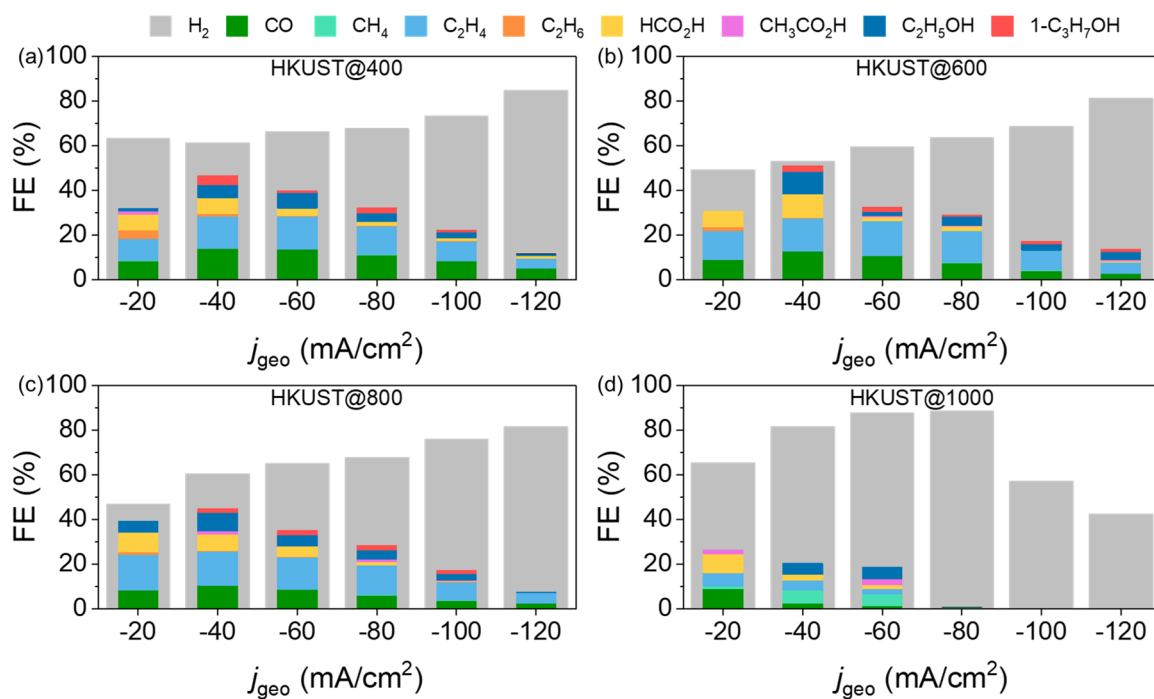 H₂ CO CH₄ C₂H₄ C₂H₆ HCO₂H CH₃CO₂H C₂H₅OH 1-C₃H₇OH
(a) HKUST@400
100
80
60
40
20
0
FE (%)
-20 -40 -60 -80 -100 -120
j_geo (mA/cm²)
(b) HKUST@600
100
80
60
40
20
0
FE (%)
-20 -40 -60 -80 -100 -120
j_geo (mA/cm²)
(c) HKUST@800
100
80
60
40
20
0
FE (%)
-20 -40 -60 -80 -100 -120
j_geo (mA/cm²)
(d) HKUST@1000
100
80
60
40
20
0
FE (%)
-20 -40 -60 -80 -100 -120
j_geo (mA/cm²)